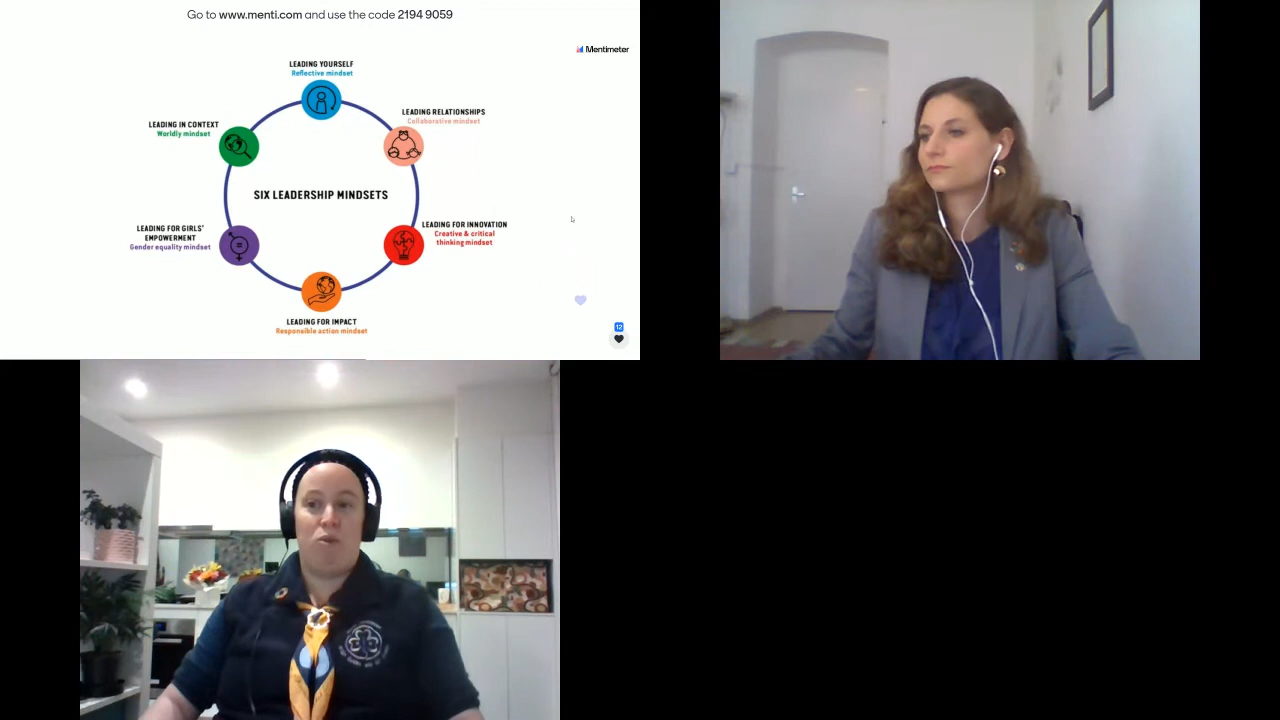 Go to www.menti.com and use the code 2194 9059
Mentimeter
LEADING YOURSELF
Reflective mindset
LEADING RELATIONSHIPS
Collaborative mindset
LEADING IN CONTEXT
Worldly mindset
SIX LEADERSHIP MINDSETS
LEADING FOR GIRLS'
EMPOWERMENT
Gender equality mindset
LEADING FOR INNOVATION
Creative & critical
thinking mindset
LEADING FOR IMPACT
Responsible action mindset
12